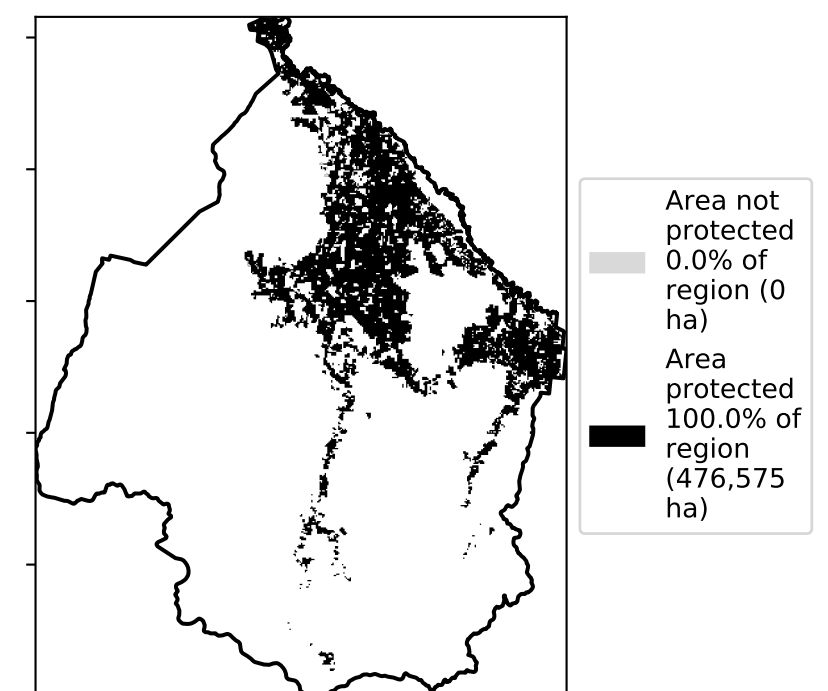 Area not
protected
0.0% of
region (0
ha)
Area
protected
100.0% of
region
(476,575
ha)